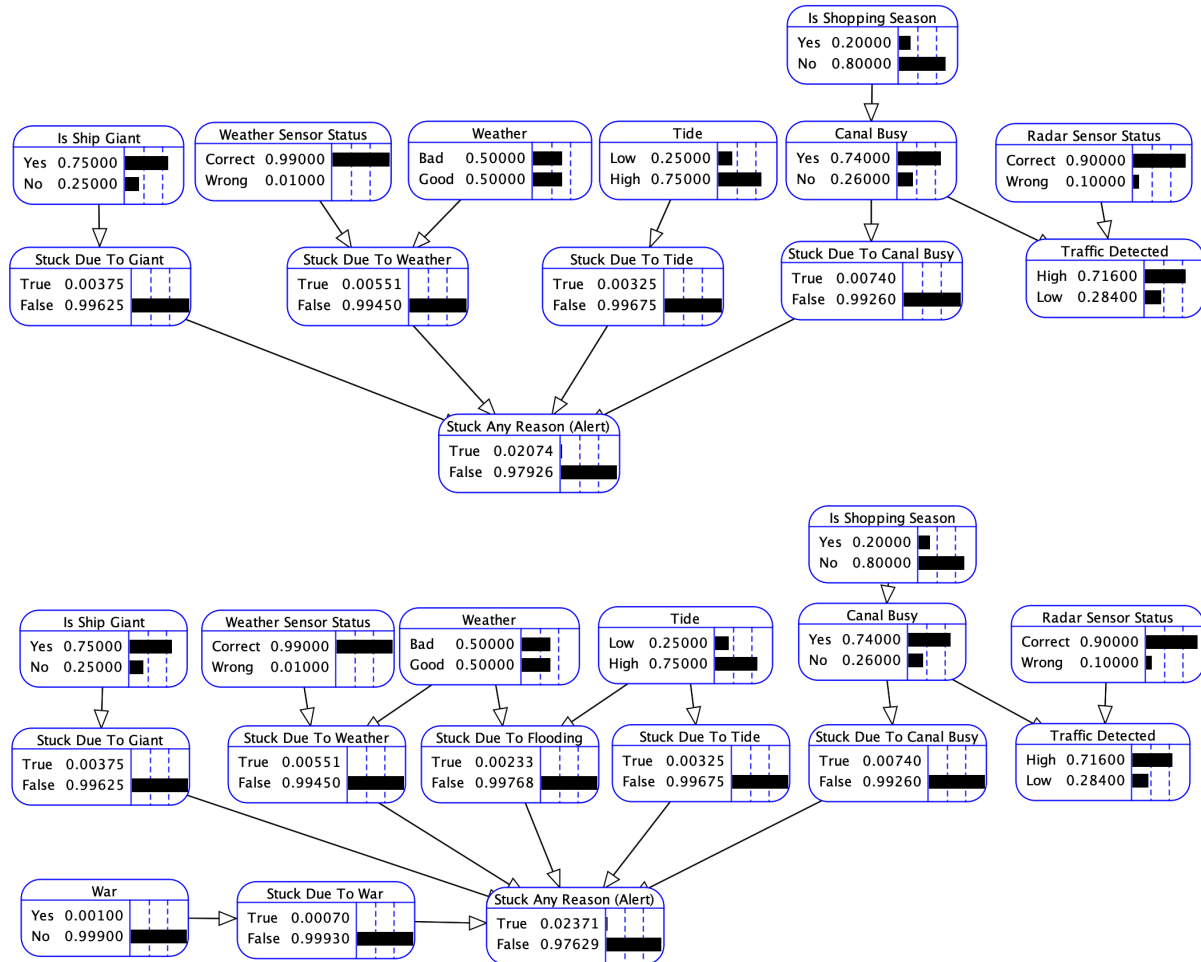 Is Shopping Season
Yes 0.20000
No 0.80000
Is Ship Giant
Yes 0.75000
No 0.25000
Weather Sensor Status
Correct 0.99000
Wrong 0.01000
Weather
Bad 0.50000
Good 0.50000
Tide
Low 0.25000
High 0.75000
Canal Busy
Yes 0.74000
No 0.26000
Radar Sensor Status
Correct 0.90000
Wrong 0.10000
Stuck Due To Giant
True 0.00375
False 0.99625
Stuck Due To Weather
True 0.00551
False 0.99450
Stuck Due To Tide
True 0.00325
False 0.99675
Stuck Due To Canal Busy
True 0.00740
False 0.99260
Traffic Detected
High 0.71600
Low 0.28400
Stuck Any Reason (Alert)
True 0.02074
False 0.97926
Is Shopping Season
Yes 0.20000
No 0.80000
Is Ship Giant
Yes 0.75000
No 0.25000
Weather Sensor Status
Correct 0.99000
Wrong 0.01000
Weather
Bad 0.50000
Good 0.50000
Tide
Low 0.25000
High 0.75000
Canal Busy
Yes 0.74000
No 0.26000
Radar Sensor Status
Correct 0.90000
Wrong 0.10000
Stuck Due To Giant
True 0.00375
False 0.99625
Stuck Due To Weather
True 0.00551
False 0.99450
Stuck Due To Flooding
True 0.00233
False 0.99768
Stuck Due To Tide
True 0.00325
False 0.99675
Stuck Due To Canal Busy
True 0.00740
False 0.99260
Traffic Detected
High 0.71600
Low 0.28400
War
Yes 0.00100
No 0.99900
Stuck Due To War
True 0.00070
False 0.99930
Stuck Any Reason (Alert)
True 0.02371
False 0.97629